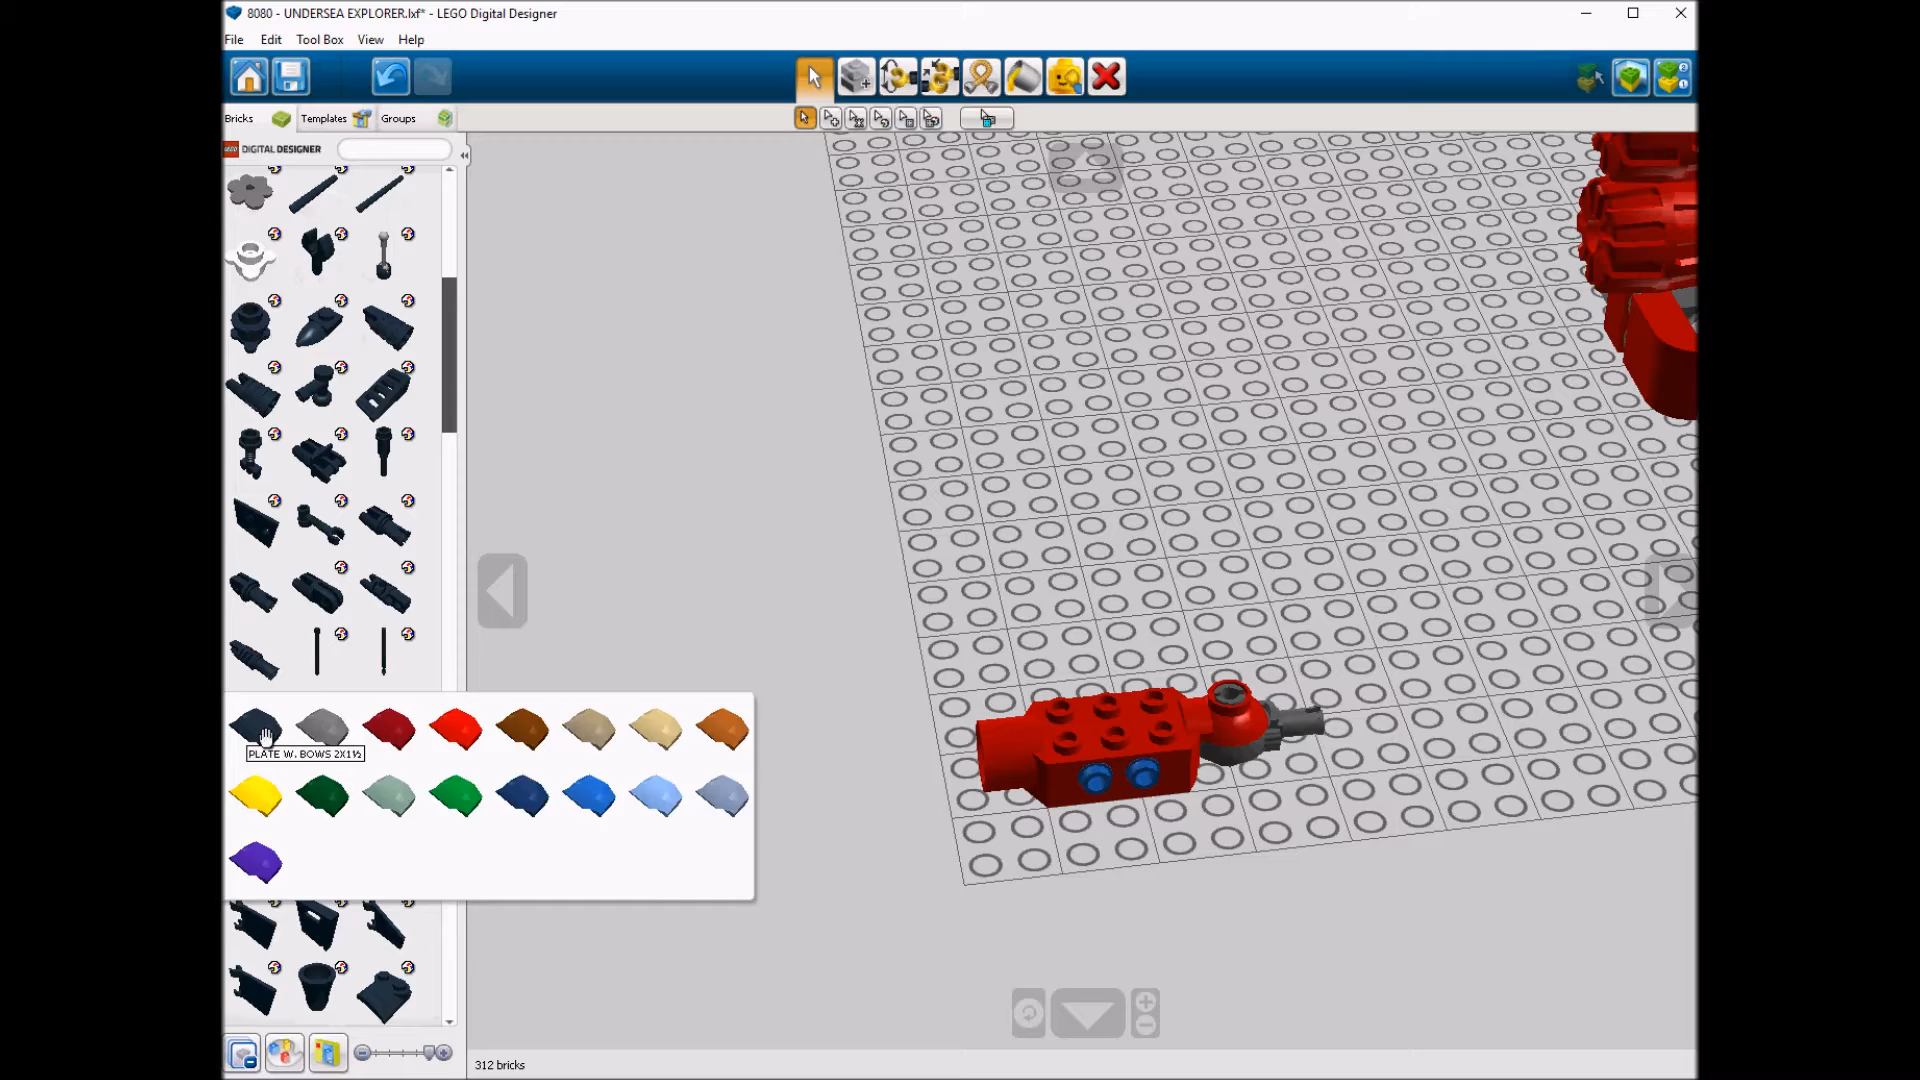 8080 - UNDERSEA EXPLORER.lxf* - LEGO Digital Designer
File Edit Tool Box View Help
Bricks Templates Groups
LEGO DIGITAL DESIGNER
PLATE W. BOWS 2X1½
312 bricks